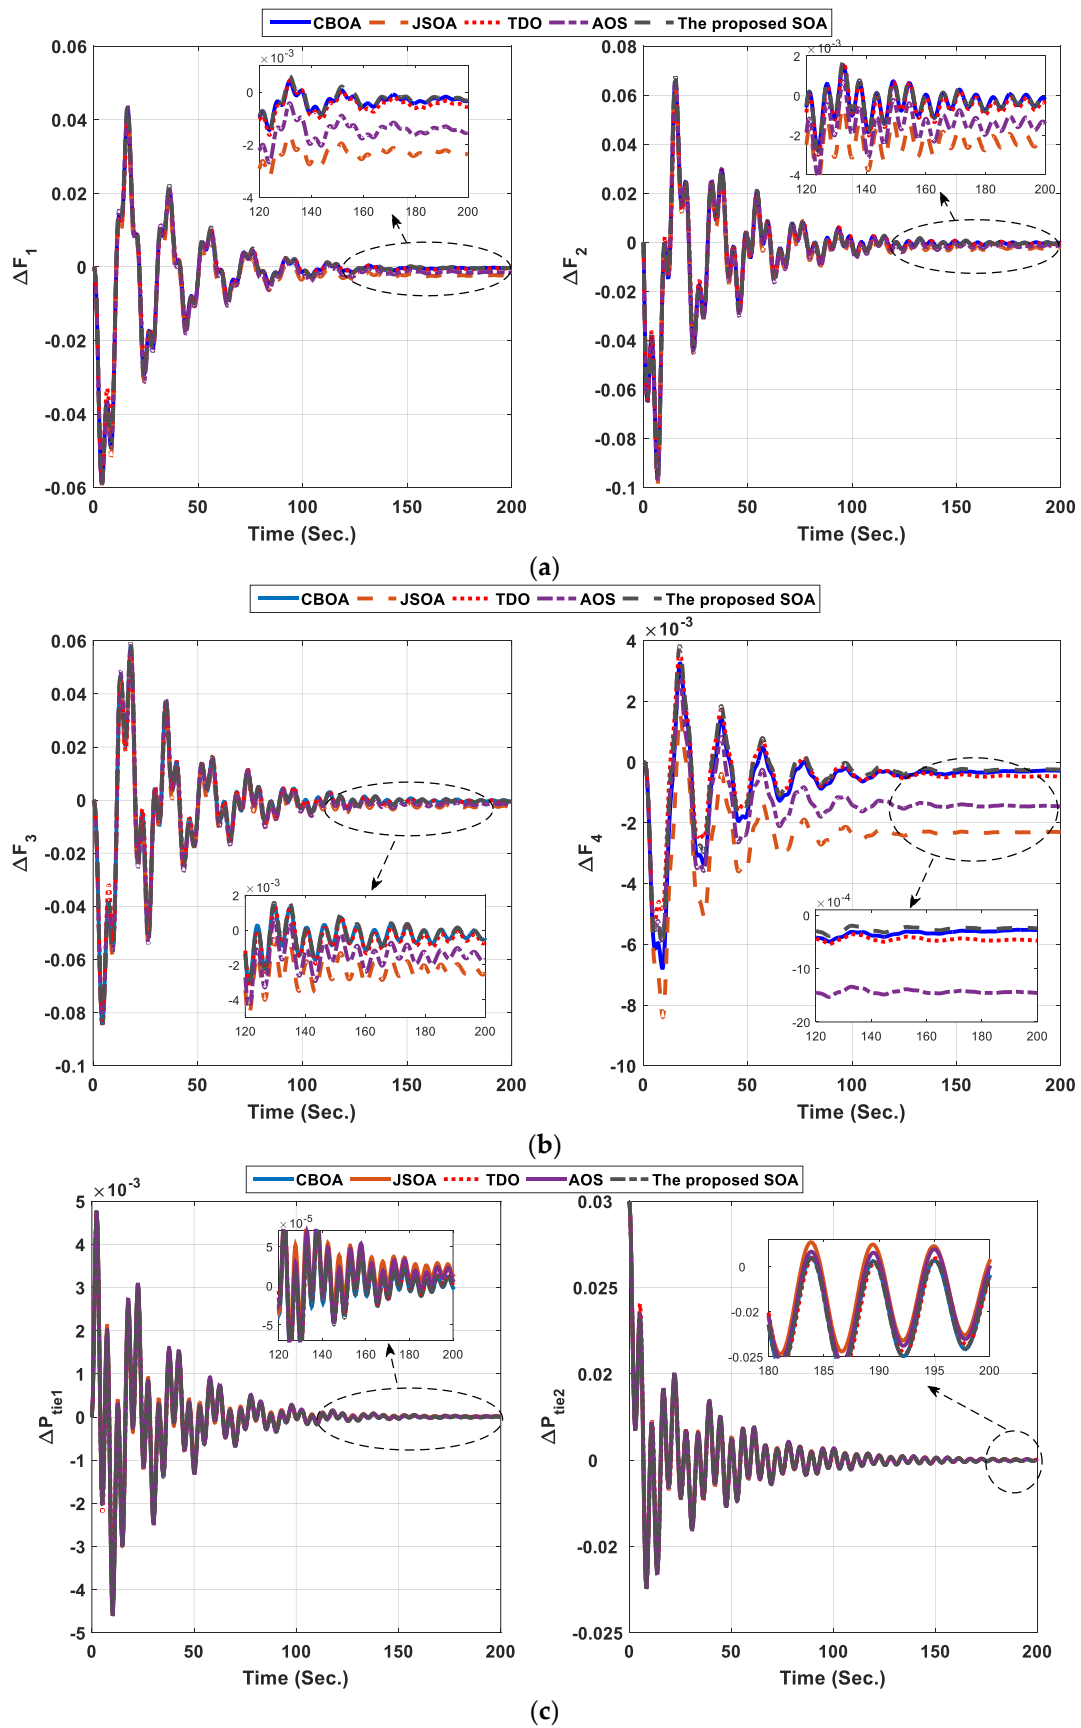 CBOA JSOA TDO AOS The proposed SOA
0.06
0.04
0.02
0
-0.02
-0.04
-0.06
ΔF1
×10-3
0
-2
-4
120 140 160 180 200
0 50 100 150 200
Time (Sec.)
0.08
0.06
0.04
0.02
0
-0.02
-0.04
-0.06
-0.08
-0.1
ΔF2
×10-3
2
0
-2
-4
120 140 160 180 200
0 50 100 150 200
Time (Sec.)
(a)
CBOA JSOA TDO AOS The proposed SOA
0.06
0.04
0.02
0
-0.02
-0.04
-0.06
-0.08
-0.1
ΔF3
×10-3
2
0
-2
-4
120 140 160 180 200
0 50 100 150 200
Time (Sec.)
×10-3
4
2
0
-2
-4
-6
-8
-10
ΔF4
×10-4
0
-10
-20
120 140 160 180 200
0 50 100 150 200
Time (Sec.)
(b)
CBOA JSOA TDO AOS The proposed SOA
×10-3
5
4
3
2
1
0
-1
-2
-3
-4
-5
ΔPtie1
×10-5
5
0
-5
120 140 160 180 200
0 50 100 150 200
Time (Sec.)
0.03
0.025
0.02
0
-0.02
-0.025
ΔPtie2
0
-0.02
-0.025
180 185 190 195 200
0 50 100 150 200
Time (Sec.)
(c)